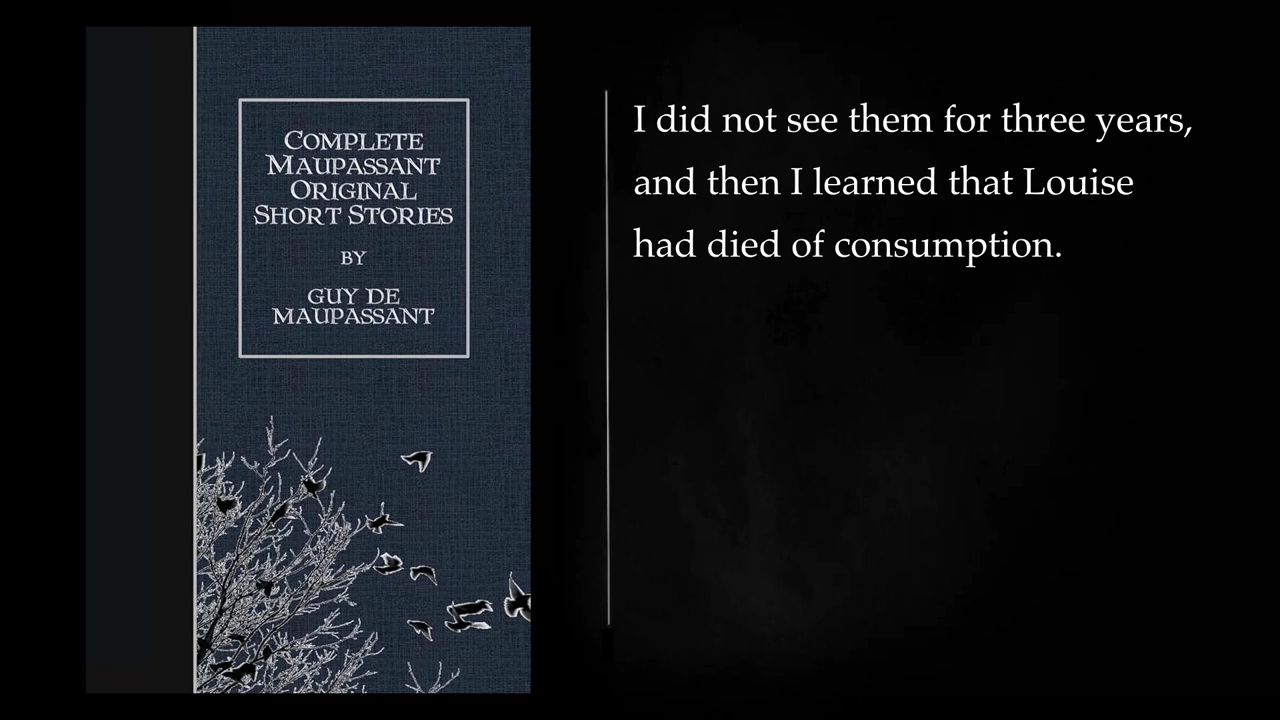 COMPLETE
MAUPASSANT
ORIGINAL
SHORT STORIES
BY
GUY DE
MAUPASSANT
I did not see them for three years,
and then I learned that Louise
had died of consumption.